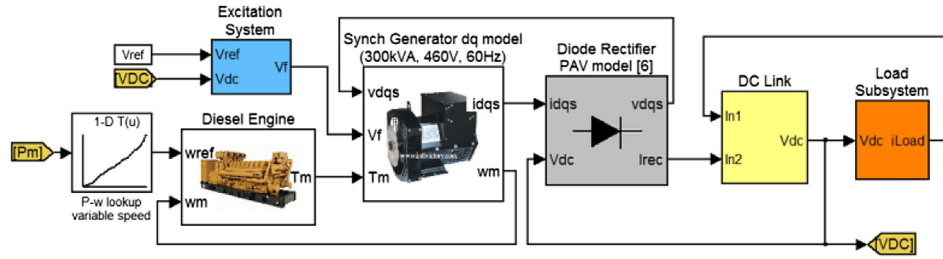 Excitation
System
Vref
Vref
[VDC]
Vdc
Vf
Synch Generator dq model
(300kVA, 460V, 60Hz)
vdqs
idqs
Vf
Tm
wm
Diode Rectifier
PAV model [6]
idqs
vdqs
Vdc
Irec
DC Link
In1
In2
Vdc
Load
Subsystem
Vdc
iLoad
[VDC]
1-D T(u)
[Pm]
P-w lookup
variable speed
Diesel Engine
wref
wm
Tm